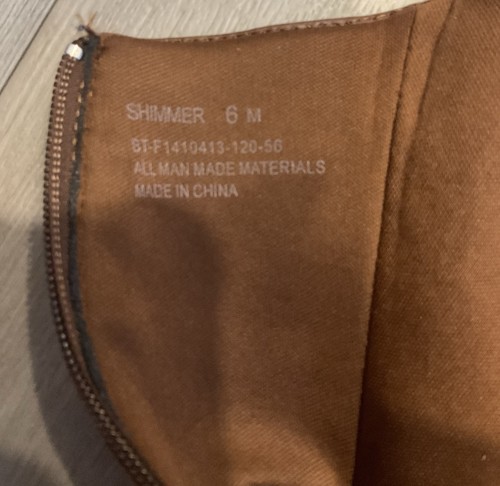 SHIMMER 6 M
ST-F1410413-120-56
ALL MAN MADE MATERIALS
MADE IN CHINA